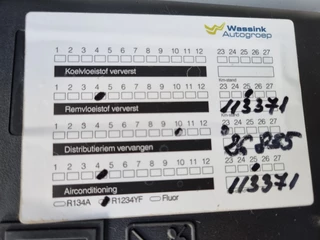 Wassink
Autogroep
1 2 3 4 5 6 7 8 9 10 11 12 23 24 25 26 27
Koelvloeistof ververst
Km-stand
1 2 3 4 5 6 7 8 9 10 11 12 23 24 25 26 27
Remvloeistof ververst 113371
1 2 3 4 5 6 7 8 9 10 11 12 23 24 25 26 27
Distributieriem vervangen
1 2 3 4 5 6 7 8 9 10 11 12 23 24 25 26 27
Airconditioning 113371
R134A R1234YF Fluor